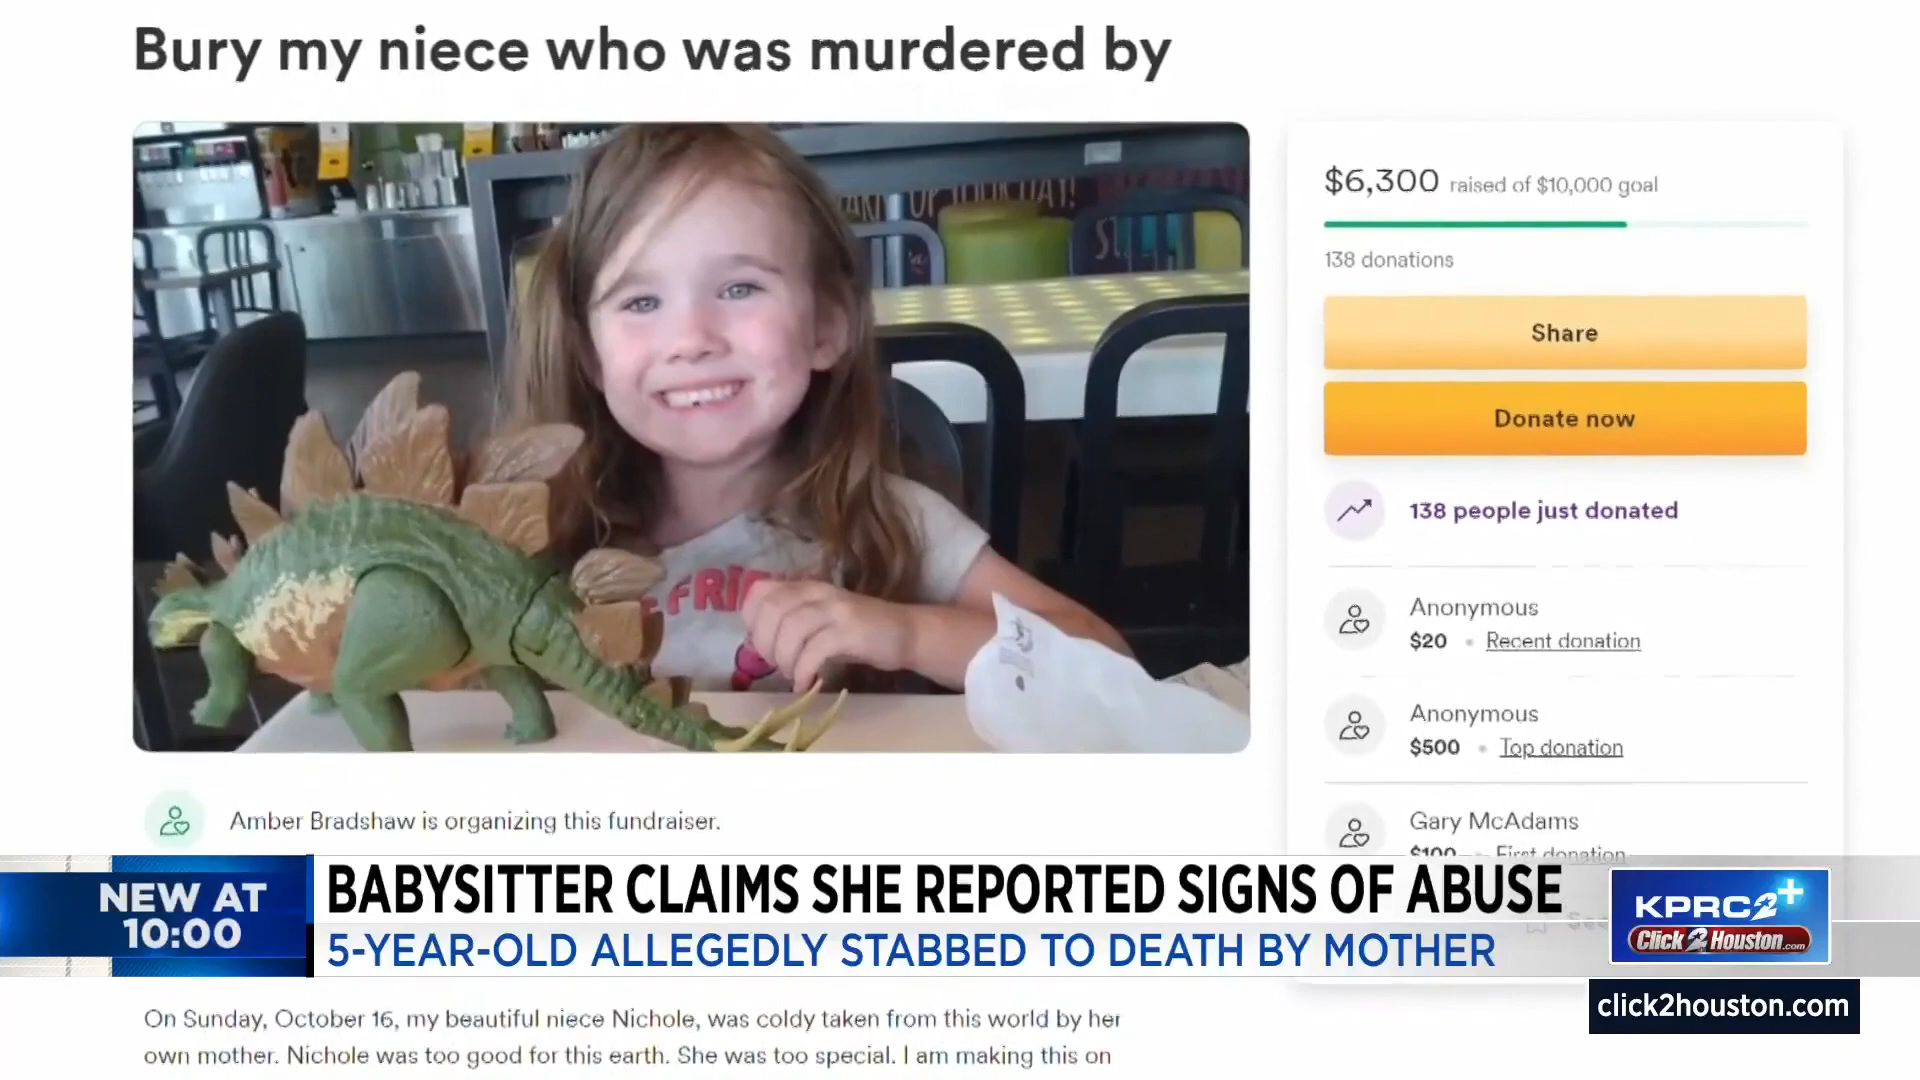 Bury my niece who was murdered by
$6,300 raised of $10,000 goal
138 donations
Share
Donate now
138 people just donated
Anonymous
$20 • Recent donation
Anonymous
$500 • Top donation
Gary McAdams
$100 First donation
Amber Bradshaw is organizing this fundraiser.
NEW AT
10:00
BABYSITTER CLAIMS SHE REPORTED SIGNS OF ABUSE
5-YEAR-OLD ALLEGEDLY STABBED TO DEATH BY MOTHER
KPRC2+
Click2Houston.com
click2houston.com
On Sunday, October 16, my beautiful niece Nichole, was coldy taken from this world by her
own mother. Nichole was too good for this earth. She was too special. I am making this on